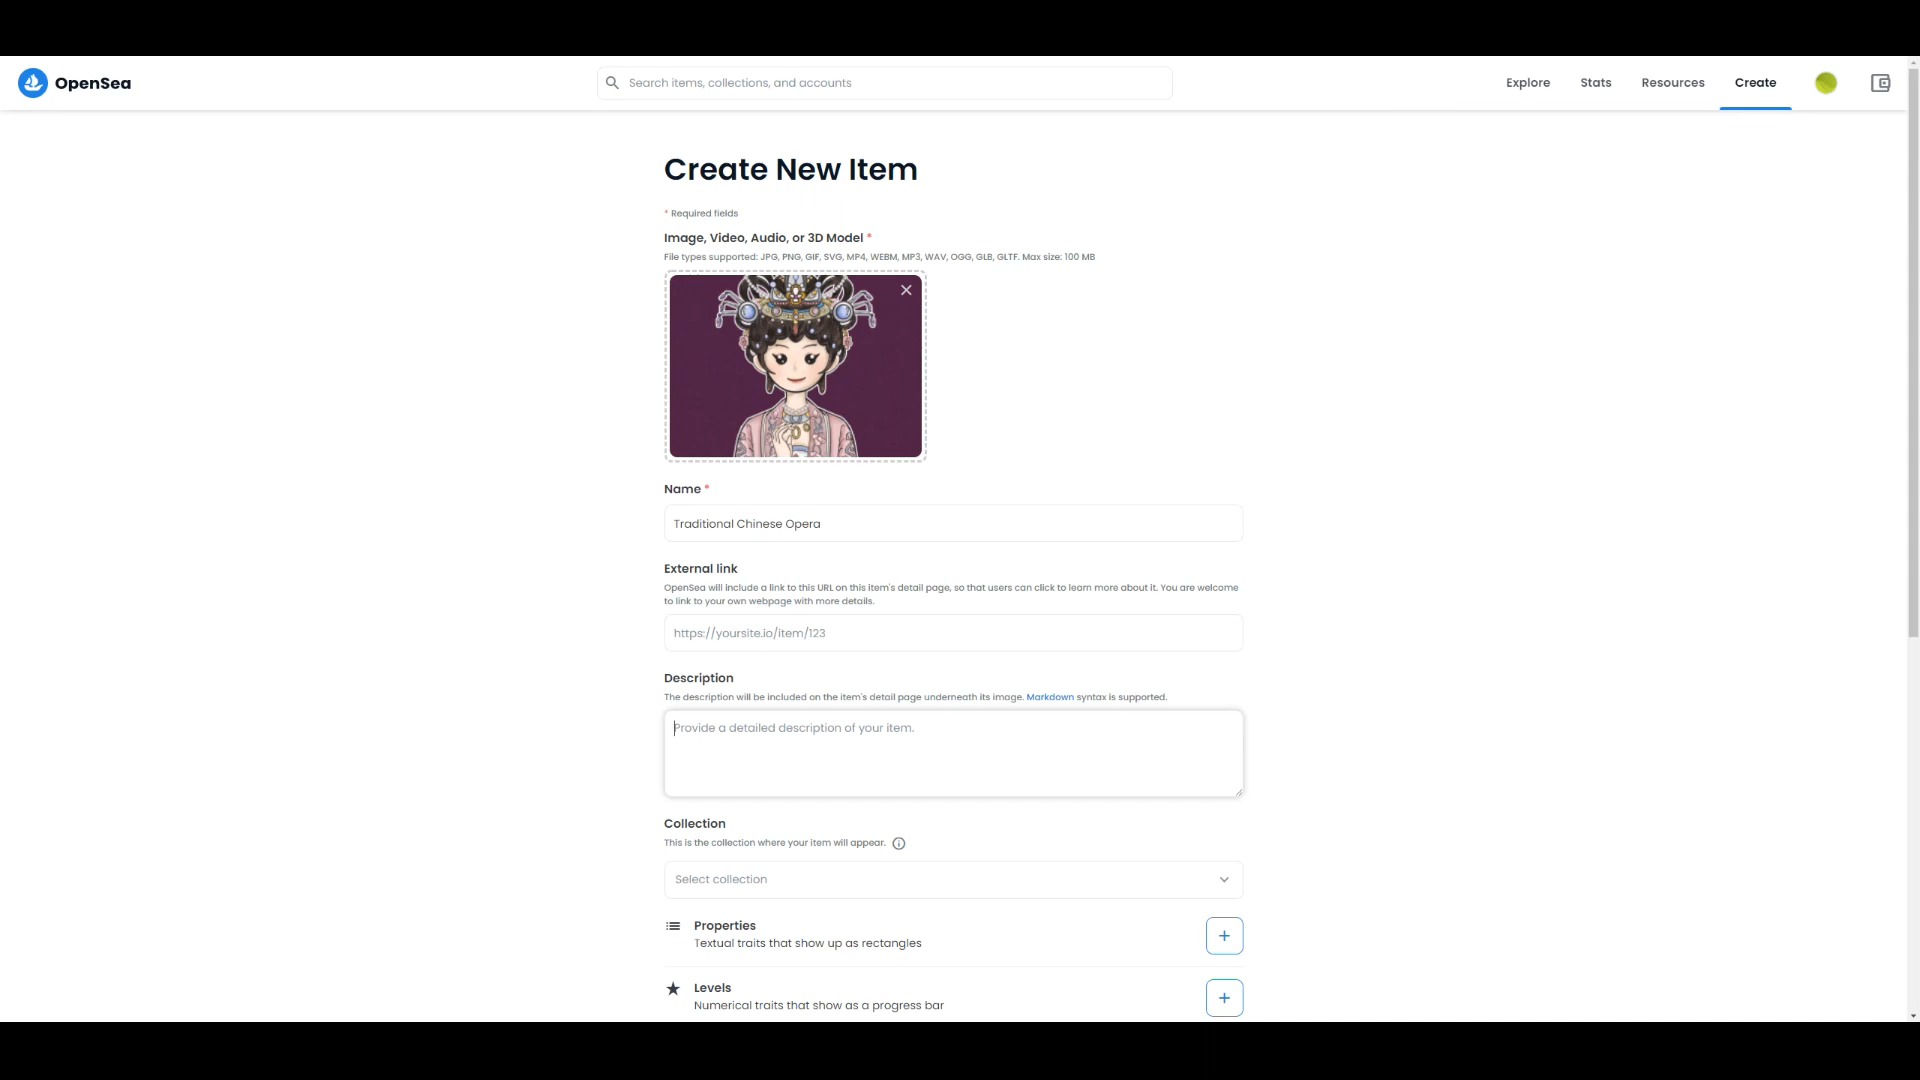 OpenSea
Search items, collections, and accounts
Explore
Stats
Resources
Create
Create New Item
* Required fields
Image, Video, Audio, or 3D Model *
File types supported: JPG, PNG, GIF, SVG, MP4, WEBM, MP3, WAV, OGG, GLB, GLTF. Max size: 100 MB
Name *
Traditional Chinese Opera
External link
OpenSea will include a link to this URL on this item's detail page, so that users can click to learn more about it. You are welcome
to link to your own webpage with more details.
https://yoursite.io/item/123
Description
The description will be included on the item's detail page underneath its image. Markdown syntax is supported.
Provide a detailed description of your item.
Collection
This is the collection where your item will appear.
Select collection
Properties
Textual traits that show up as rectangles
Levels
Numerical traits that show as a progress bar